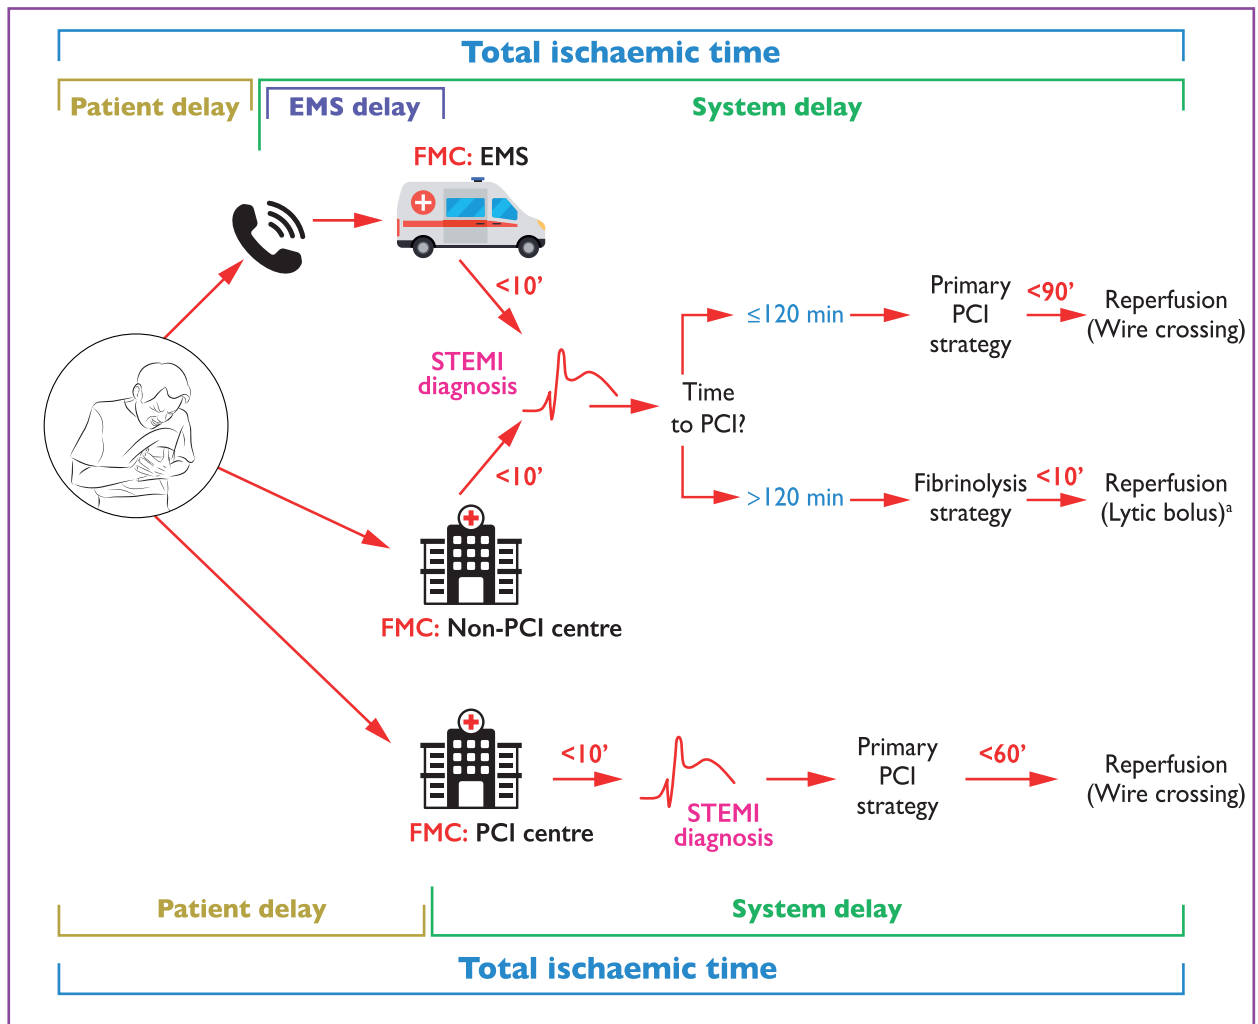 Total ischaemic time
Patient delay
EMS delay
System delay
FMC: EMS
<10’
STEMI
diagnosis
<10’
Time
to PCI?
≤120 min
Primary
PCI
strategy
<90’
Reperfusion
(Wire crossing)
>120 min
Fibrinolysis
strategy
<10’
Reperfusion
(Lytic bolus)ᵃ
FMC: Non-PCI centre
FMC: PCI centre
<10’
STEMI
diagnosis
Primary
PCI
strategy
<60’
Reperfusion
(Wire crossing)
Patient delay
System delay
Total ischaemic time